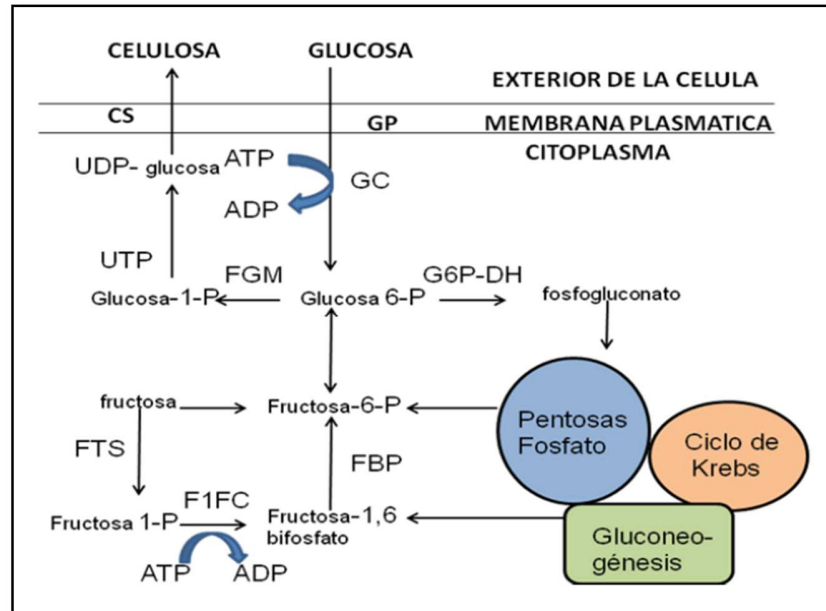 CELULOSA GLUCOSA
EXTERIOR DE LA CELULA
CS GP MEMBRANA PLASMATICA
CITOPLASMA
UDP- glucosa ATP
GC
ADP
UTP FGM G6P-DH
Glucosa-1-P Glucosa 6-P fosfogluconato
fructosa Fructosa-6-P Pentosas
Fosfato
Ciclo de
Krebs
FTS FBP
F1FC
Fructosa 1-P Fructosa-1,6
bifosfato
Gluconeo-
génesis
ATP ADP